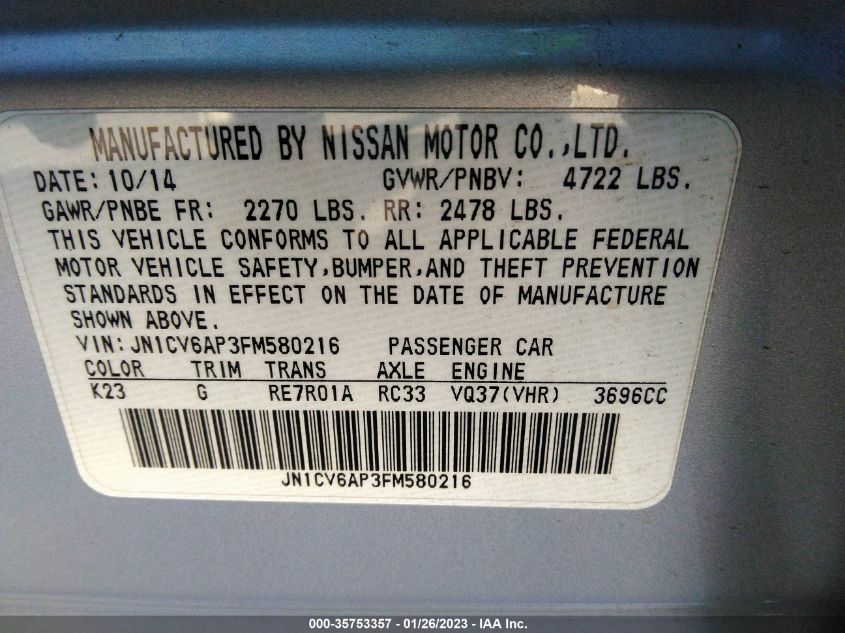 MANUFACTURED BY NISSAN MOTOR CO.,LTD.
DATE: 10/14 GVWR/PNBV: 4722 LBS.
GAWR/PNBE FR: 2270 LBS. RR: 2478 LBS.
THIS VEHICLE CONFORMS TO ALL APPLICABLE FEDERAL
MOTOR VEHICLE SAFETY,BUMPER,AND THEFT PREVENTION
STANDARDS IN EFFECT ON THE DATE OF MANUFACTURE
SHOWN ABOVE.
VIN:JN1CV6AP3FM580216 PASSENGER CAR
COLOR TRIM TRANS AXLE ENGINE
K23 G RE7R01A RC33 VQ37(VHR) 3696CC
JN1CV6AP3FM580216
000-35753357 — 01/26/2023 — IAA Inc.